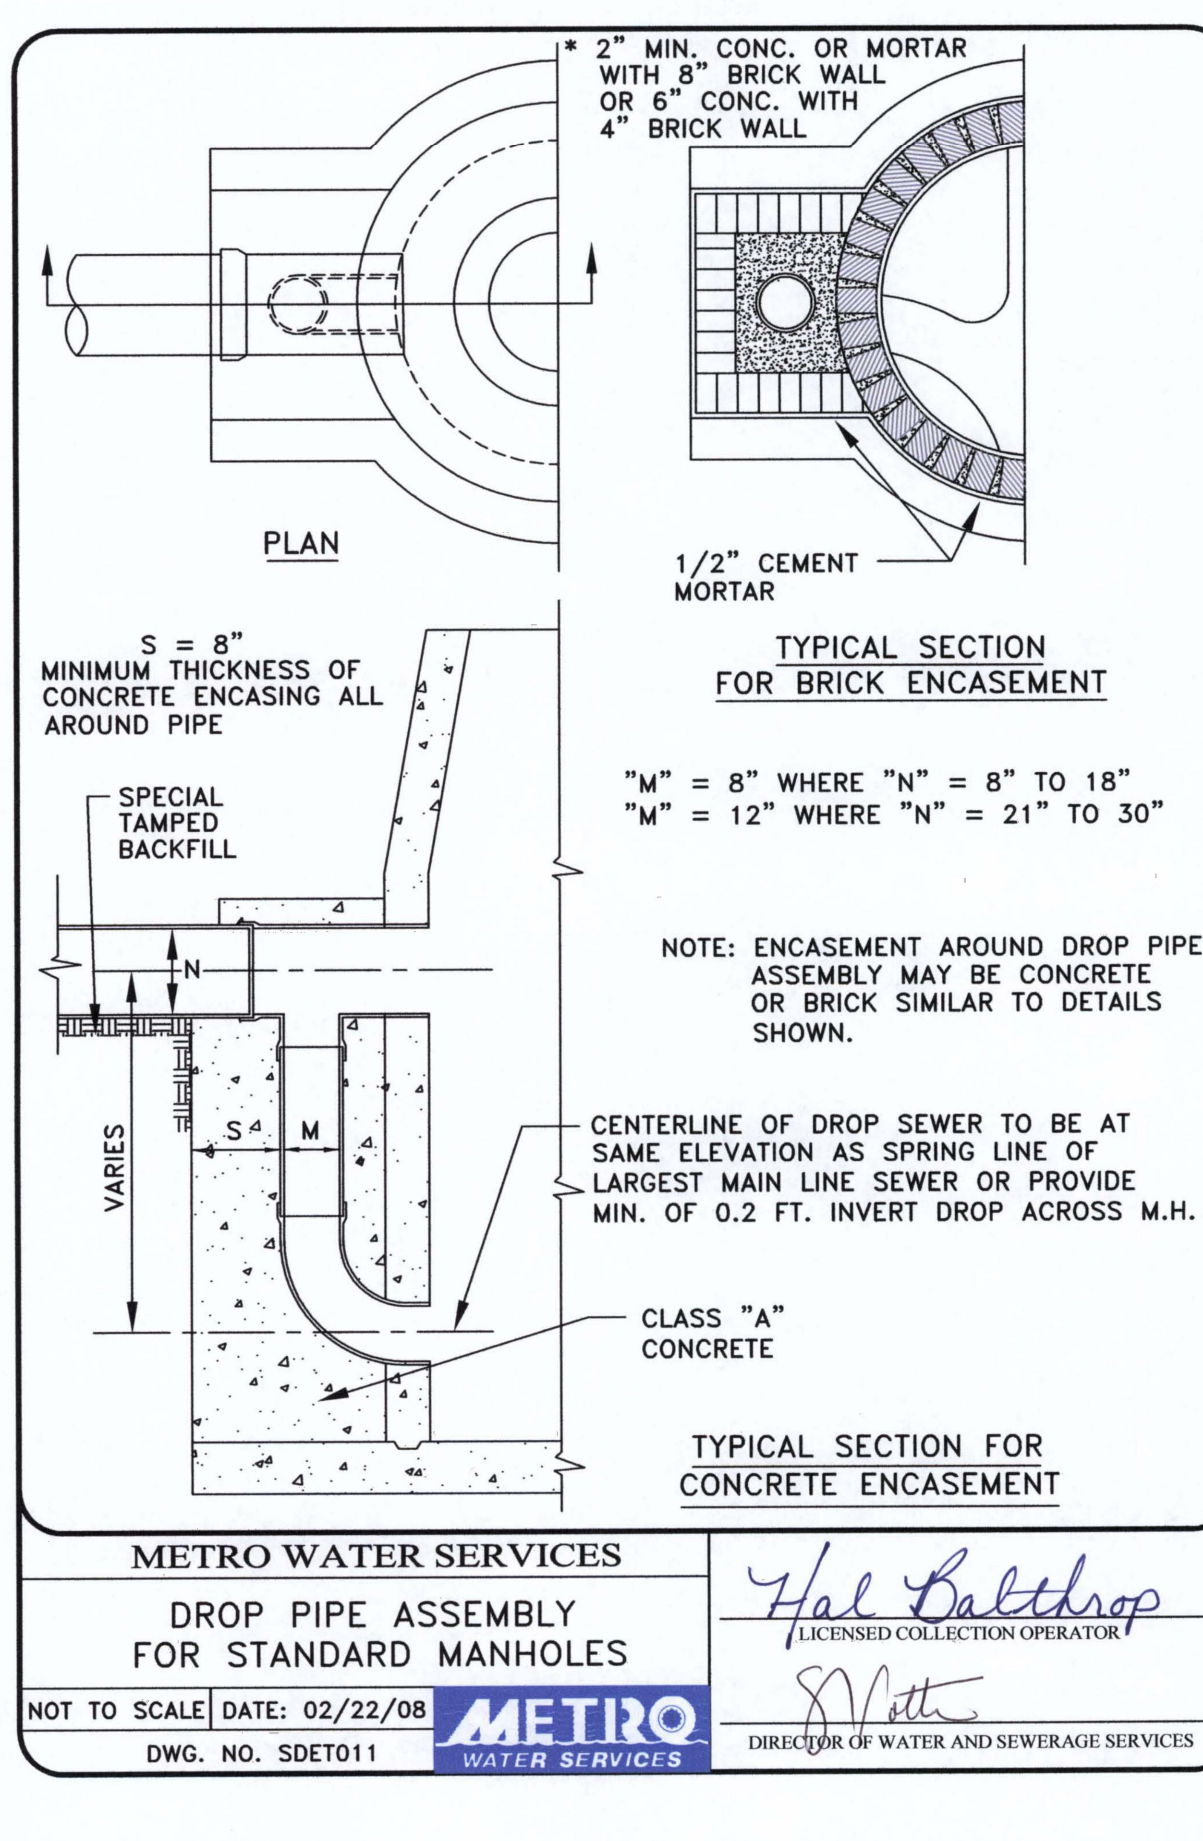 * 2" MIN. CONC. OR MORTAR
WITH 8" BRICK WALL
OR 6" CONC. WITH
4" BRICK WALL
PLAN
1/2" CEMENT
MORTAR
TYPICAL SECTION
FOR BRICK ENCASEMENT
S = 8"
MINIMUM THICKNESS OF
CONCRETE ENCASING ALL
AROUND PIPE
SPECIAL
TAMPED
BACKFILL
"M" = 8" WHERE "N" = 8" TO 18"
"M" = 12" WHERE "N" = 21" TO 30"
NOTE: ENCASEMENT AROUND DROP PIPE
ASSEMBLY MAY BE CONCRETE
OR BRICK SIMILAR TO DETAILS
SHOWN.
N
S
M
VARIES
CENTERLINE OF DROP SEWER TO BE AT
SAME ELEVATION AS SPRING LINE OF
LARGEST MAIN LINE SEWER OR PROVIDE
MIN. OF 0.2 FT. INVERT DROP ACROSS M.H.
CLASS "A"
CONCRETE
TYPICAL SECTION FOR
CONCRETE ENCASEMENT
METRO WATER SERVICES
DROP PIPE ASSEMBLY
FOR STANDARD MANHOLES
NOT TO SCALE
DATE: 02/22/08
DWG. NO. SDET011
METRO
WATER SERVICES
Hal Balthrop
LICENSED COLLECTION OPERATOR
DIRECTOR OF WATER AND SEWERAGE SERVICES